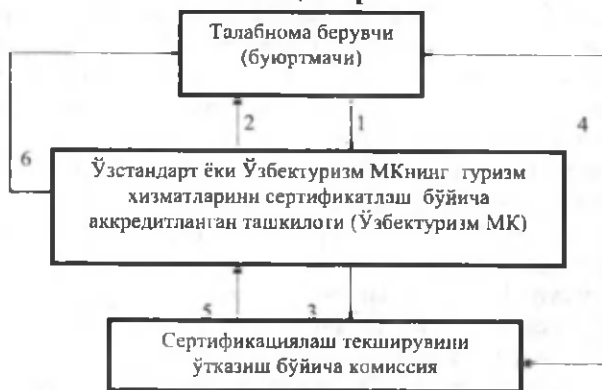 Талабнома берувчи
(буюртмачи)
2
1
4
6
Ўзстандарт ёки Ўзбектуризм МКнинг туризм
хизматларини сертификатлаш бўйича
аккредитланган ташкилоти (Ўзбектуризм МК)
5
3
Сертификациялаш текширувини
ўтказиш бўйича комиссия